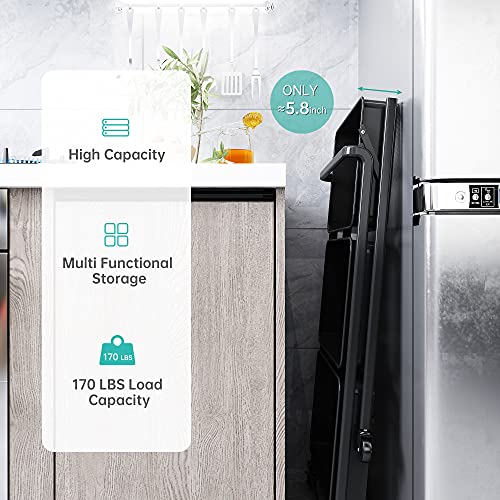 ONLY
≈5.8inch
High Capacity
Multi Functional
Storage
170 LBS
170 LBS Load
Capacity